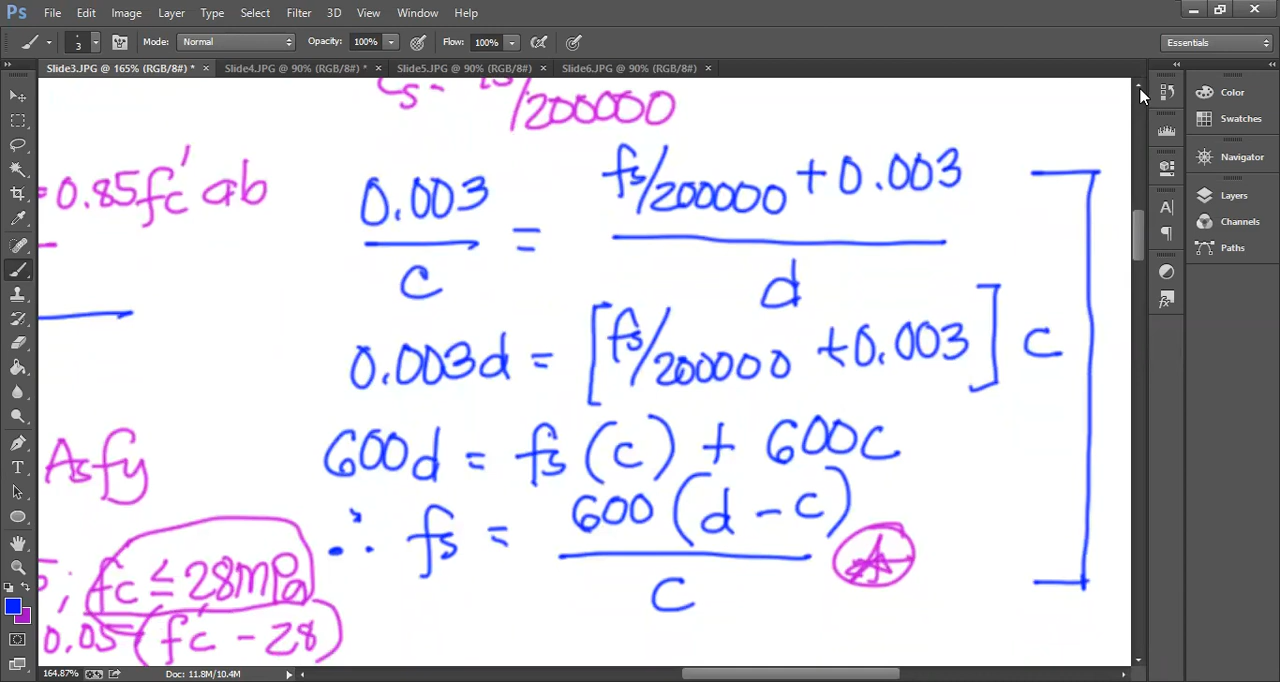 Ps File Edit Image Layer Type Select Filter 3D View Window Help
3 Mode: Normal Opacity: 100% Flow: 100% Essentials
Slide3.JPG @ 165% (RGB/8#) * × Slide4.JPG @ 90% (RGB/8#) * × Slide5.JPG @ 90% (RGB/8#) × Slide6.JPG @ 90% (RGB/8#) ×
/200000
=0.85fc' ab
0.003/c = (fs/200000 + 0.003)/d
0.003d = [fs/200000 + 0.003] c
600d = fs(c) + 600c
Asfy
∴ fs = 600(d-c)/c A
; fc' ≤ 28mPa
0.05(fc' - 28)
Color
Swatches
Navigator
Layers
Channels
Paths
164.87% Doc: 11.8M/10.4M